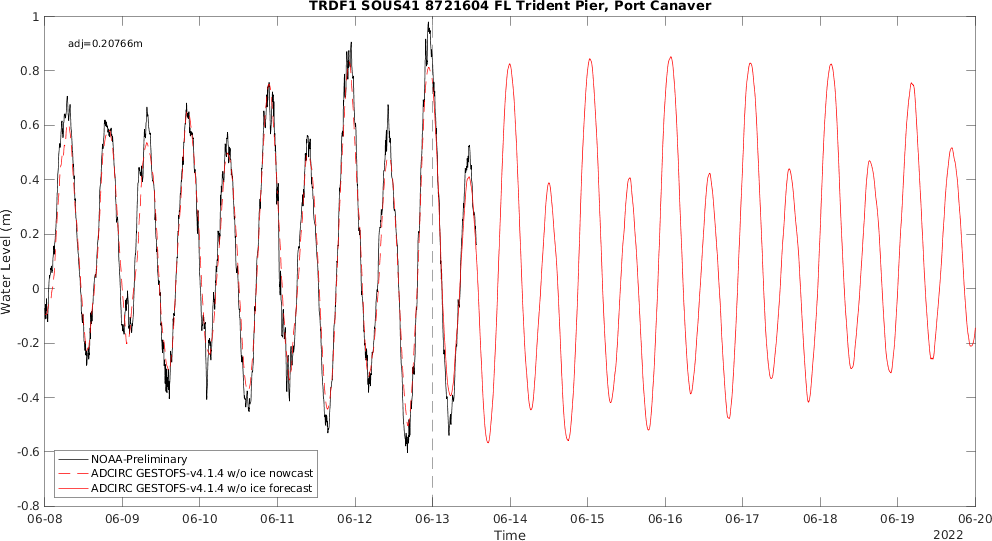 TRDF1 SOUS41 8721604 FL Trident Pier, Port Canaver
adj=0.20766m
Water Level (m)
1
0.8
0.6
0.4
0.2
0
-0.2
-0.4
-0.6
-0.8
NOAA-Preliminary
ADCIRC GESTOFS-v4.1.4 w/o ice nowcast
ADCIRC GESTOFS-v4.1.4 w/o ice forecast
06-08 06-09 06-10 06-11 06-12 06-13 06-14 06-15 06-16 06-17 06-18 06-19 06-20
Time
2022